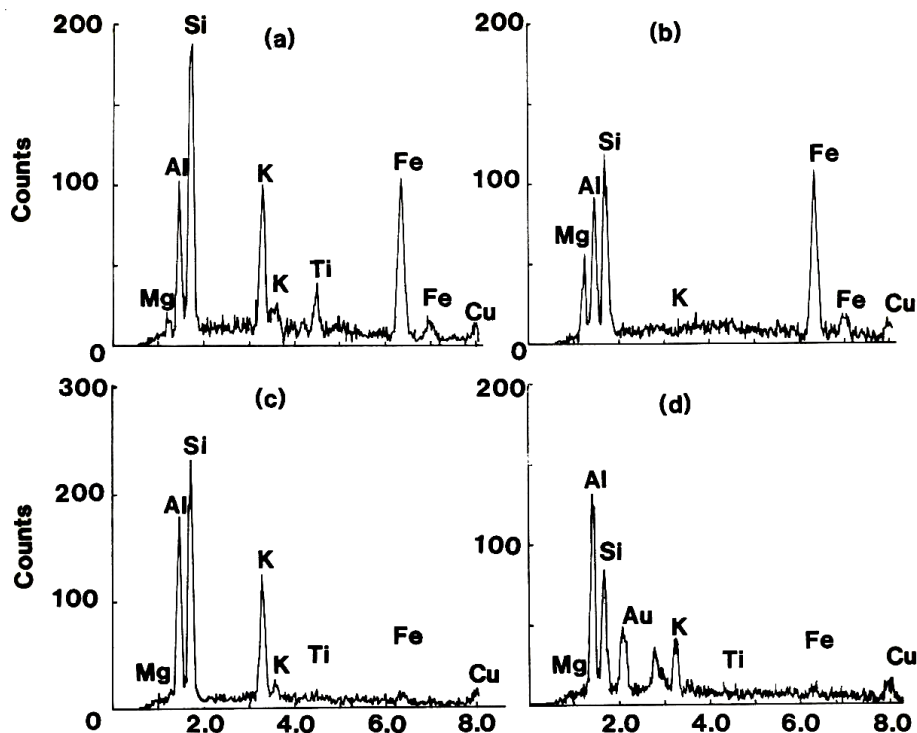 200
Si
(a)
Al
K
Fe
100
Counts
K
Ti
Mg
Fe
Cu
0
200
(b)
Si
Fe
Al
100
Mg
K
Fe
Cu
0
300
(c)
Si
Al
200
Counts
K
100
Fe
Ti
K
Mg
Cu
0
2.0
4.0
6.0
8.0
200
(d)
Al
100
Si
Au
K
Fe
Ti
Mg
Cu
0
2.0
4.0
6.0
8.0